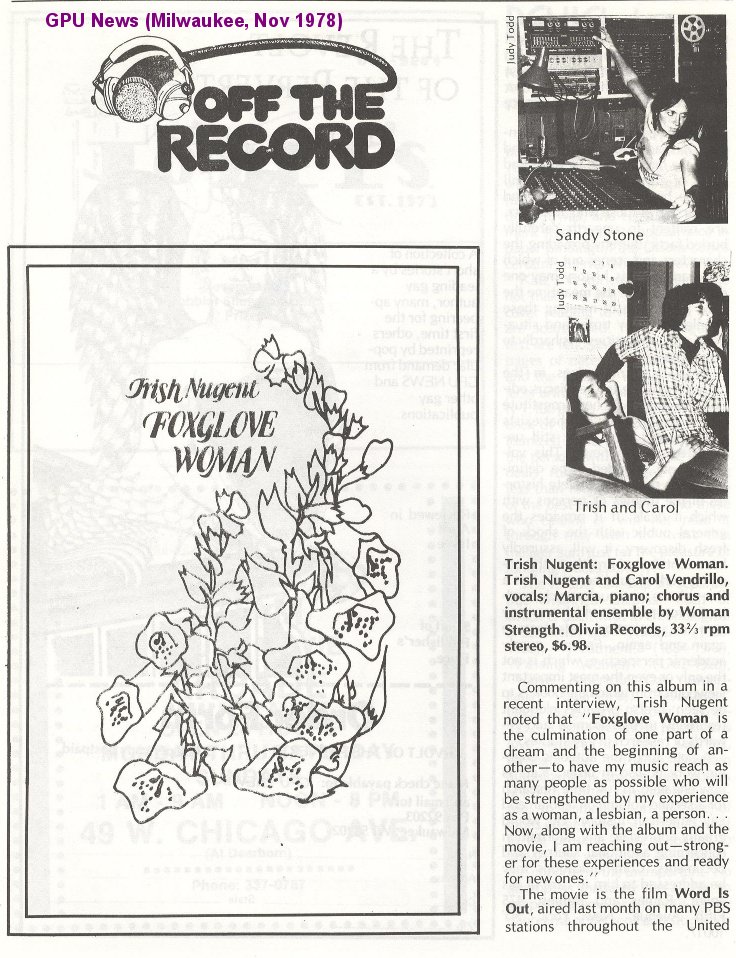 GPU News (Milwaukee, Nov 1978)
OFF THE
RECORD
Trish Nugent
FOXGLOVE
WOMAN
Judy Todd
Sandy Stone
Judy Todd
Trish and Carol
Trish Nugent: Foxglove Woman.
Trish Nugent and Carol Vendrillo,
vocals; Marcia, piano; chorus and
instrumental ensemble by Woman
Strength. Olivia Records, 33⅔ rpm
stereo, $6.98.
Commenting on this album in a
recent interview, Trish Nugent
noted that "Foxglove Woman is
the culmination of one part of a
dream and the beginning of an-
other—to have my music reach as
many people as possible who will
be strengthened by my experience
as a woman, a lesbian, a person. . .
Now, along with the album and the
movie, I am reaching out—strong-
er for these experiences and ready
for new ones."
The movie is the film Word Is
Out, aired last month on many PBS
stations throughout the United